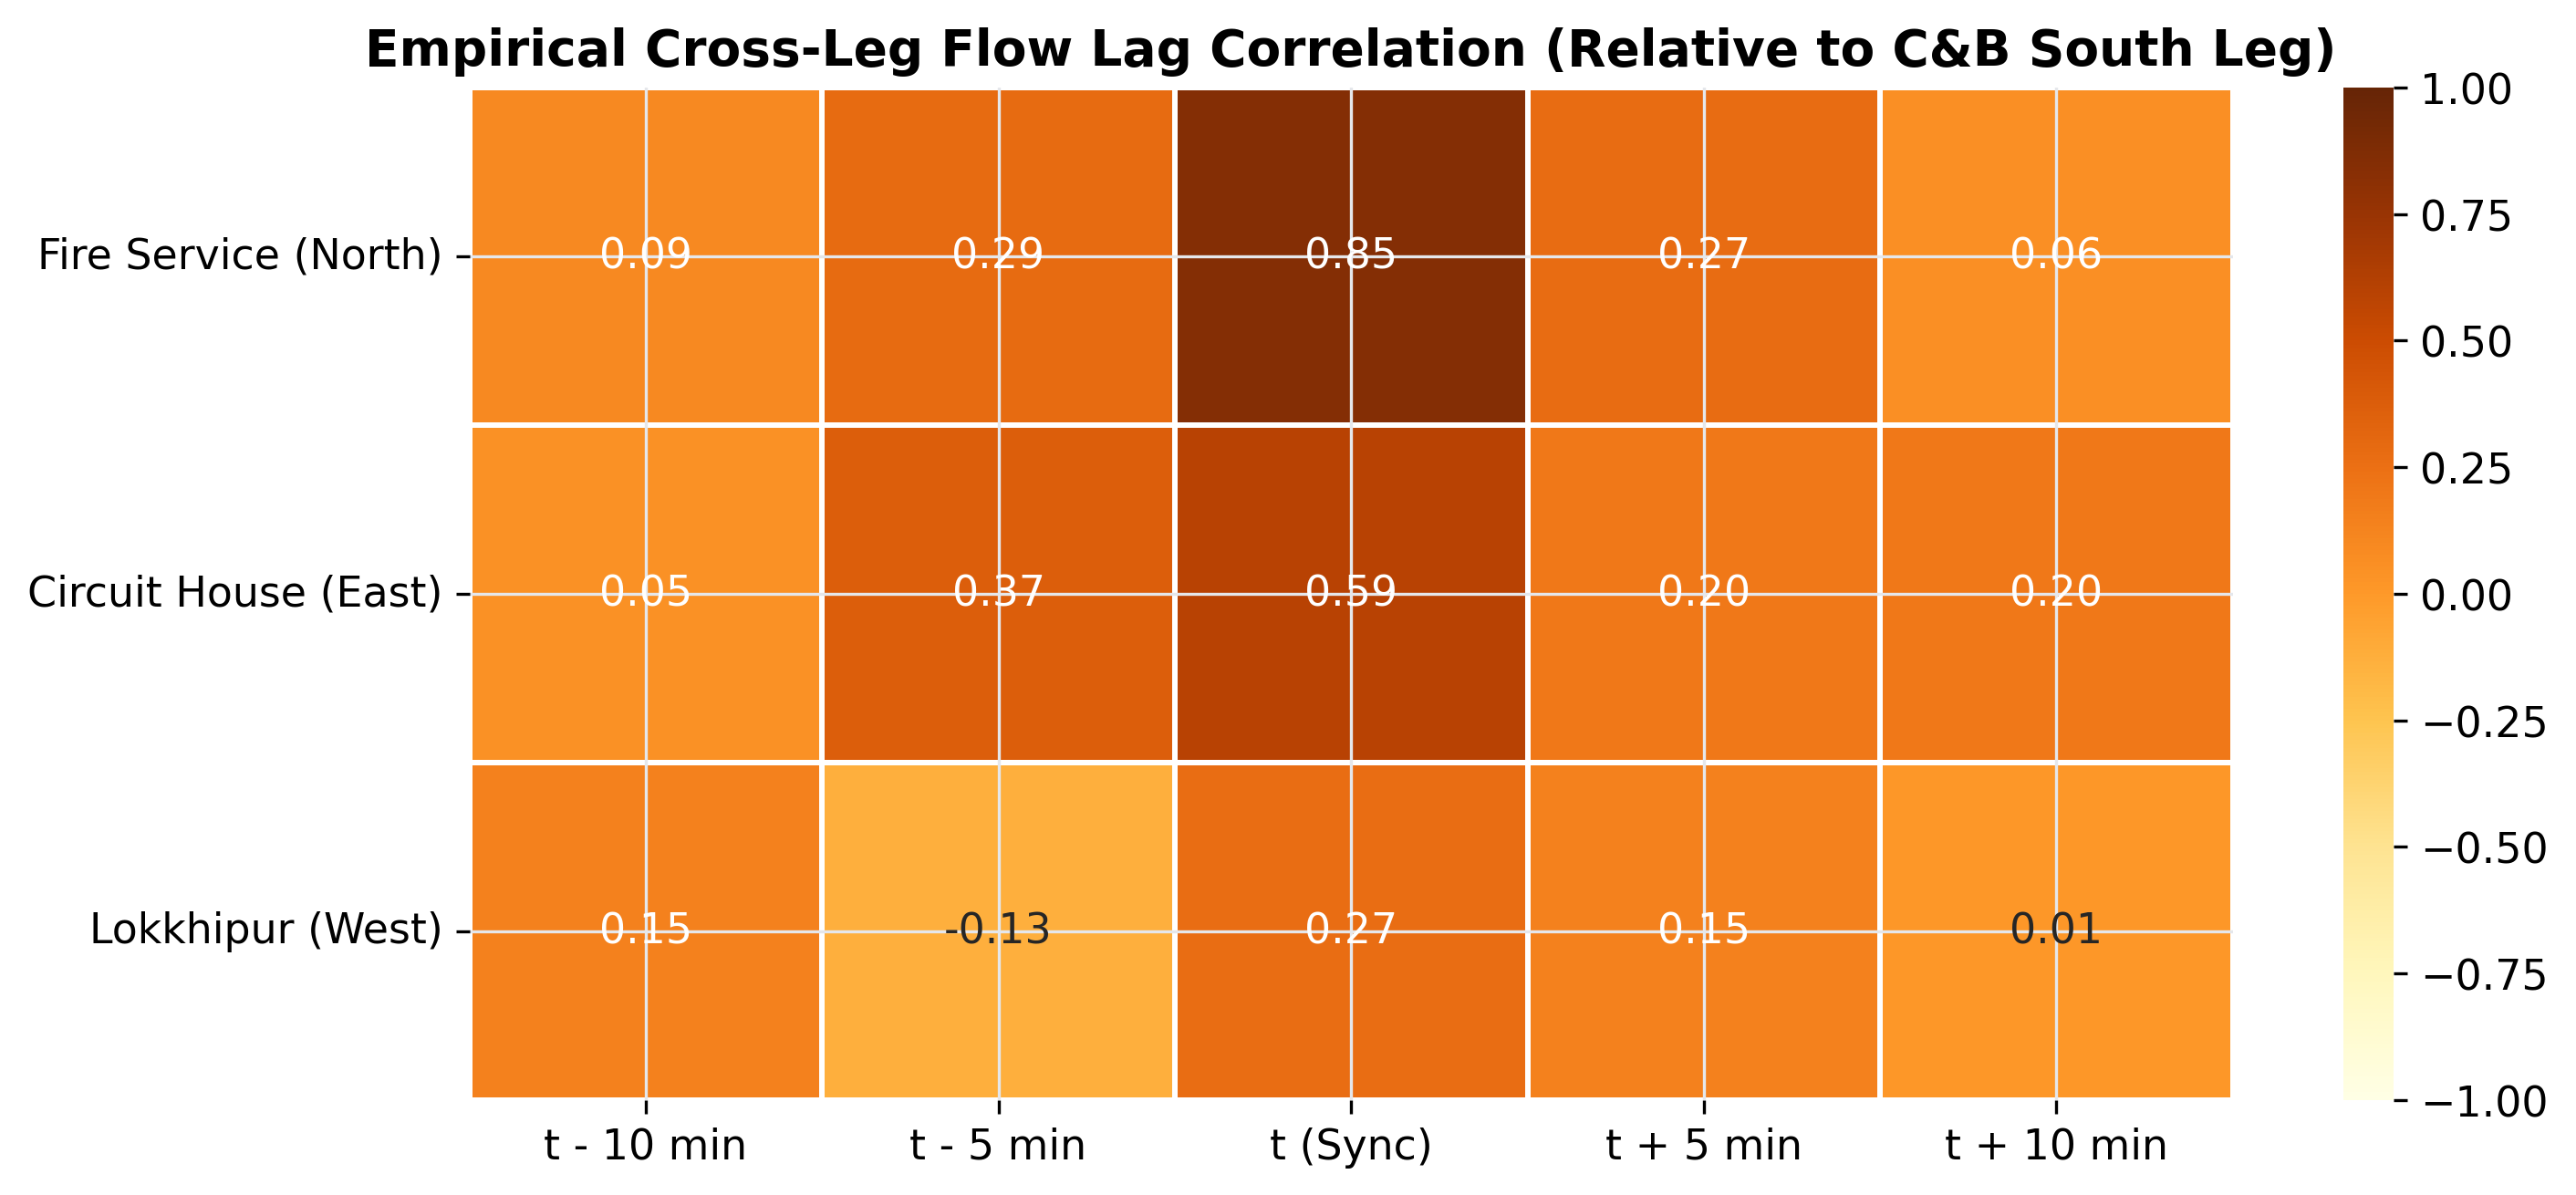 Empirical Cross-Leg Flow Lag Correlation (Relative to C&B South Leg)
Fire Service (North) 0.09 0.29 0.85 0.27 0.06
Circuit House (East) 0.05 0.37 0.59 0.20 0.20
Lokkhipur (West) 0.15 -0.13 0.27 0.15 0.01
t - 10 min t - 5 min t (Sync) t + 5 min t + 10 min
1.00
0.75
0.50
0.25
0.00
−0.25
−0.50
−0.75
−1.00